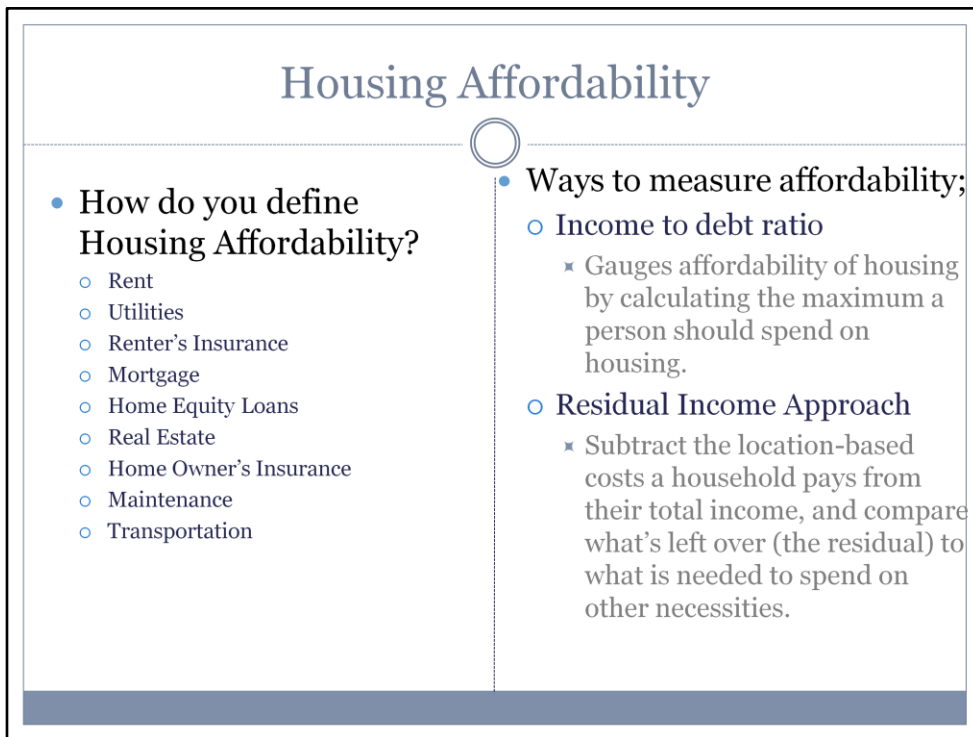 Housing Affordability
• How do you define
Housing Affordability?
○ Rent
○ Utilities
○ Renter's Insurance
○ Mortgage
○ Home Equity Loans
○ Real Estate
○ Home Owner's Insurance
○ Maintenance
○ Transportation
• Ways to measure affordability;
○ Income to debt ratio
Gauges affordability of housing
by calculating the maximum a
person should spend on
housing.
○ Residual Income Approach
Subtract the location-based
costs a household pays from
their total income, and compare
what's left over (the residual) to
what is needed to spend on
other necessities.